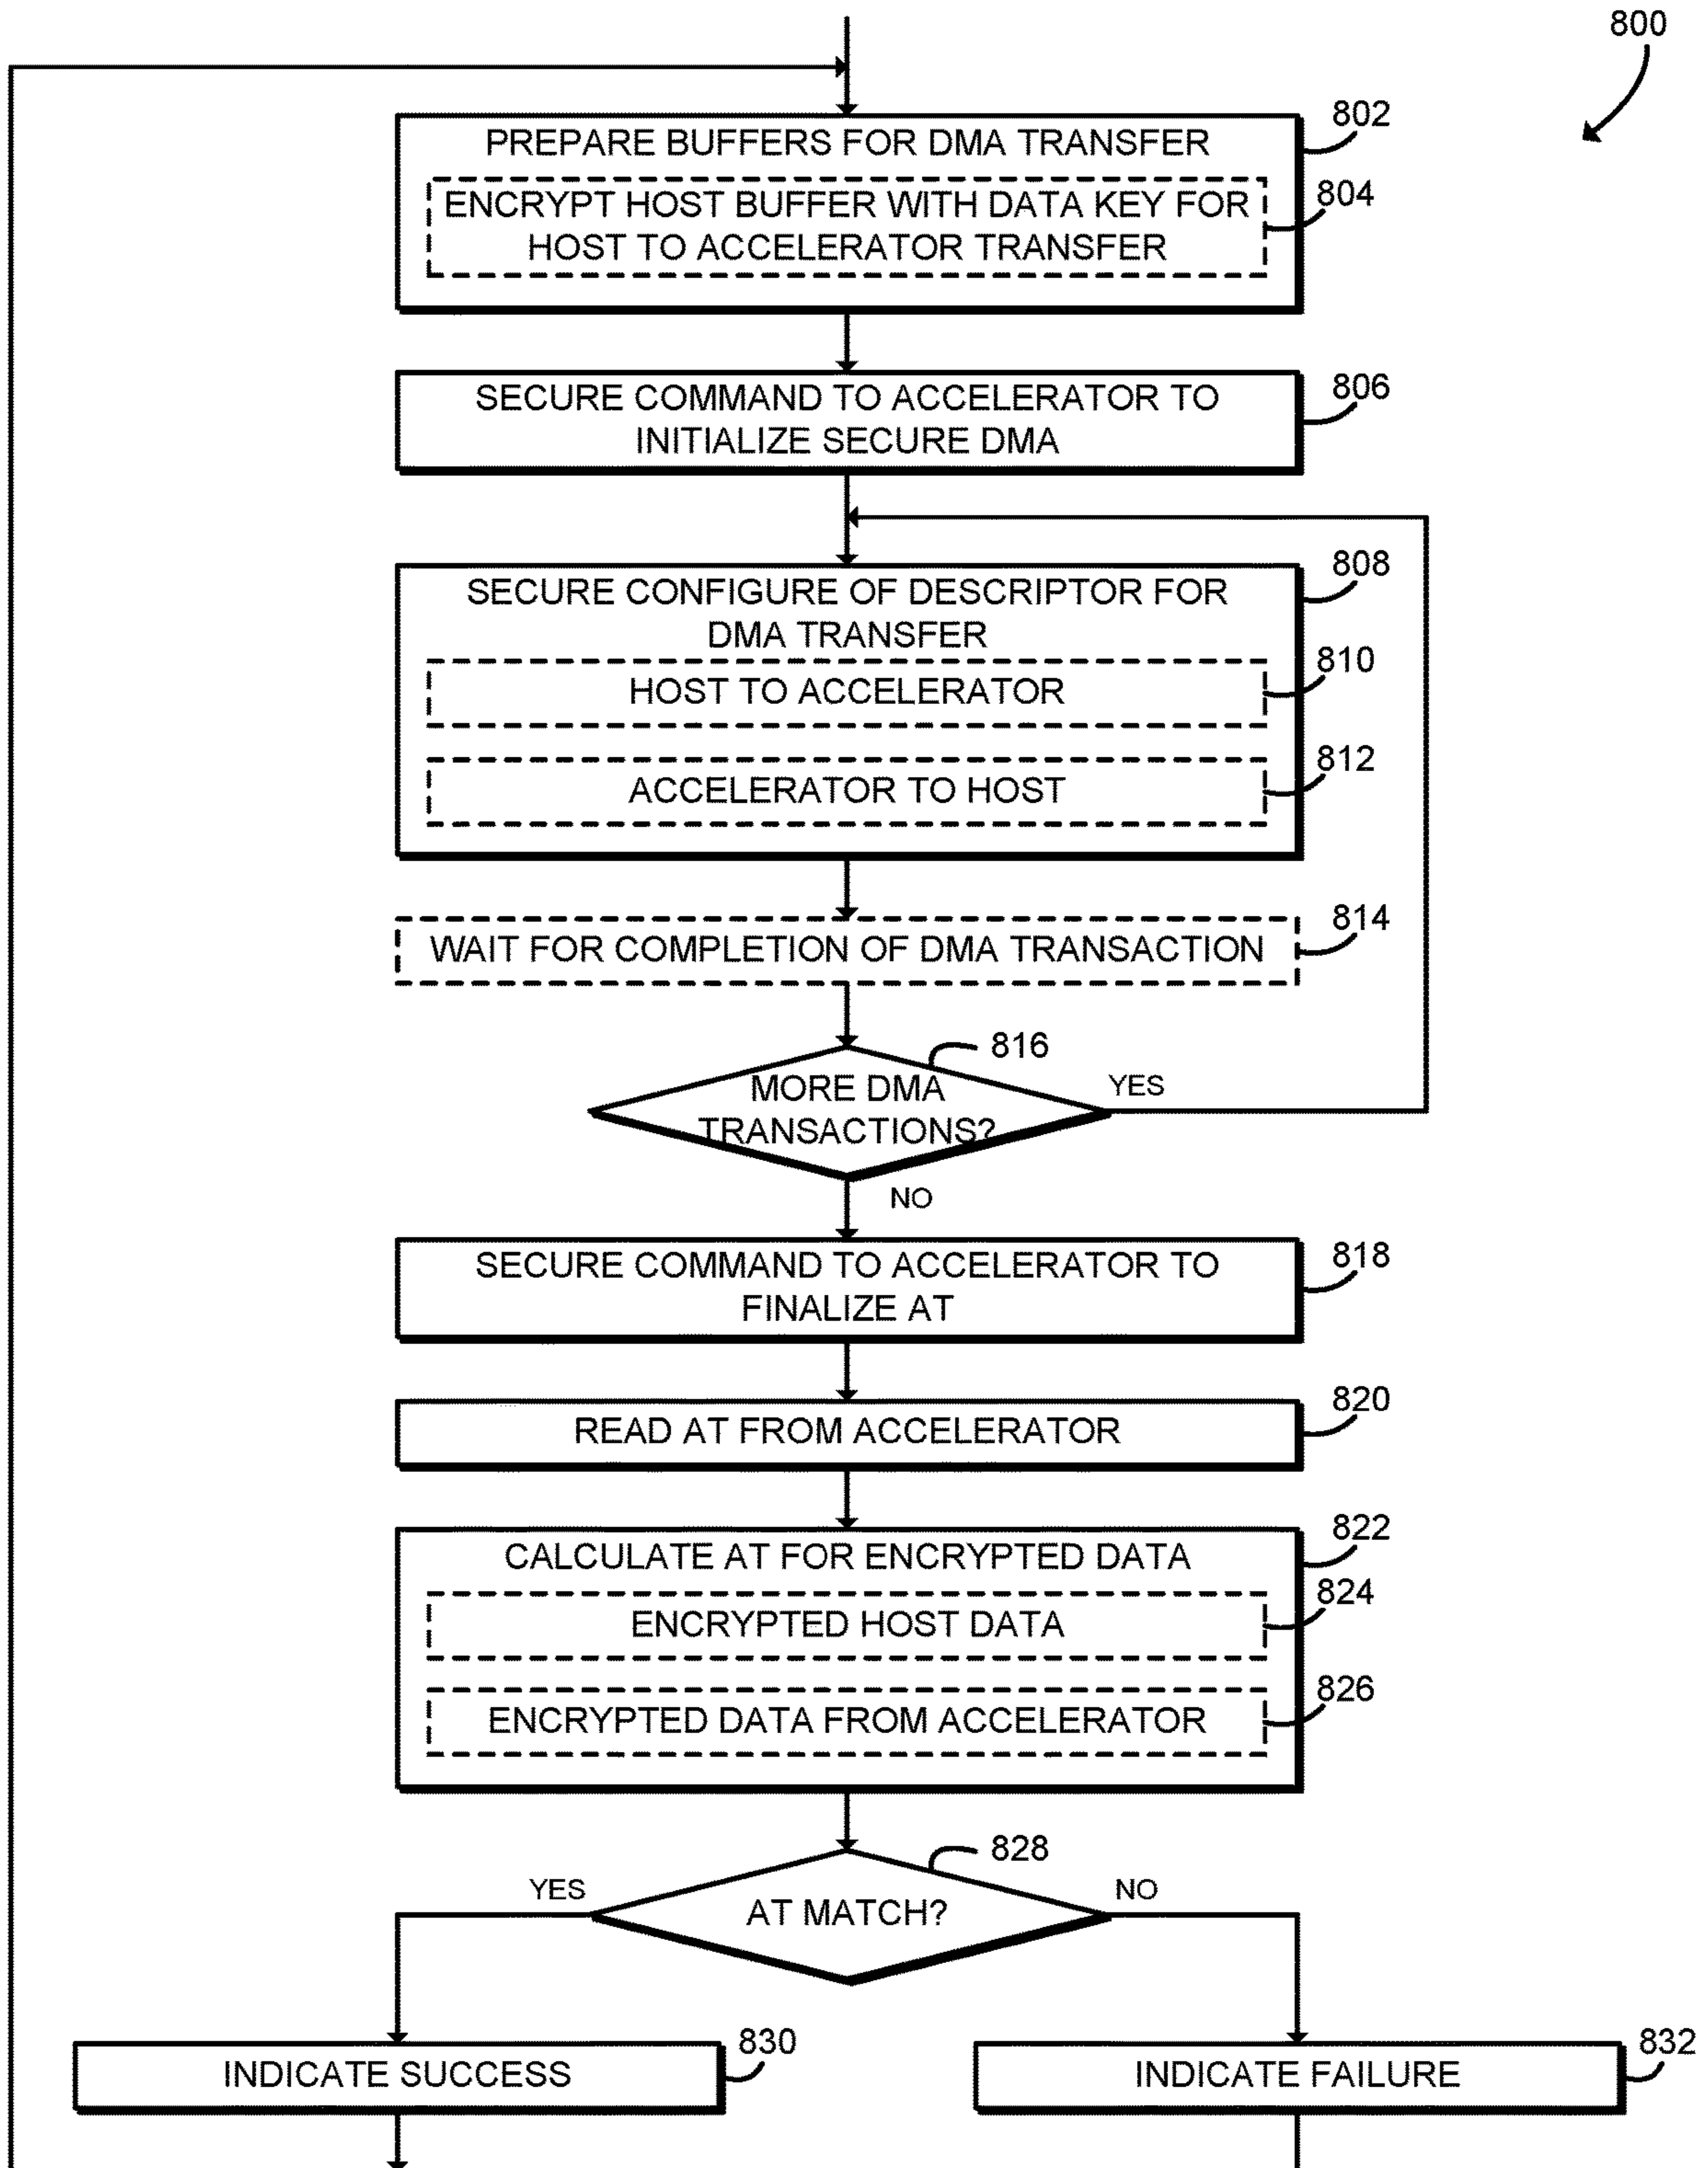 800
802
PREPARE BUFFERS FOR DMA TRANSFER
804
ENCRYPT HOST BUFFER WITH DATA KEY FOR
HOST TO ACCELERATOR TRANSFER
806
SECURE COMMAND TO ACCELERATOR TO
INITIALIZE SECURE DMA
808
SECURE CONFIGURE OF DESCRIPTOR FOR
DMA TRANSFER
810
HOST TO ACCELERATOR
812
ACCELERATOR TO HOST
814
WAIT FOR COMPLETION OF DMA TRANSACTION
816
MORE DMA
TRANSACTIONS?
YES
NO
818
SECURE COMMAND TO ACCELERATOR TO
FINALIZE AT
820
READ AT FROM ACCELERATOR
822
CALCULATE AT FOR ENCRYPTED DATA
824
ENCRYPTED HOST DATA
826
ENCRYPTED DATA FROM ACCELERATOR
828
YES
AT MATCH?
NO
830
INDICATE SUCCESS
832
INDICATE FAILURE